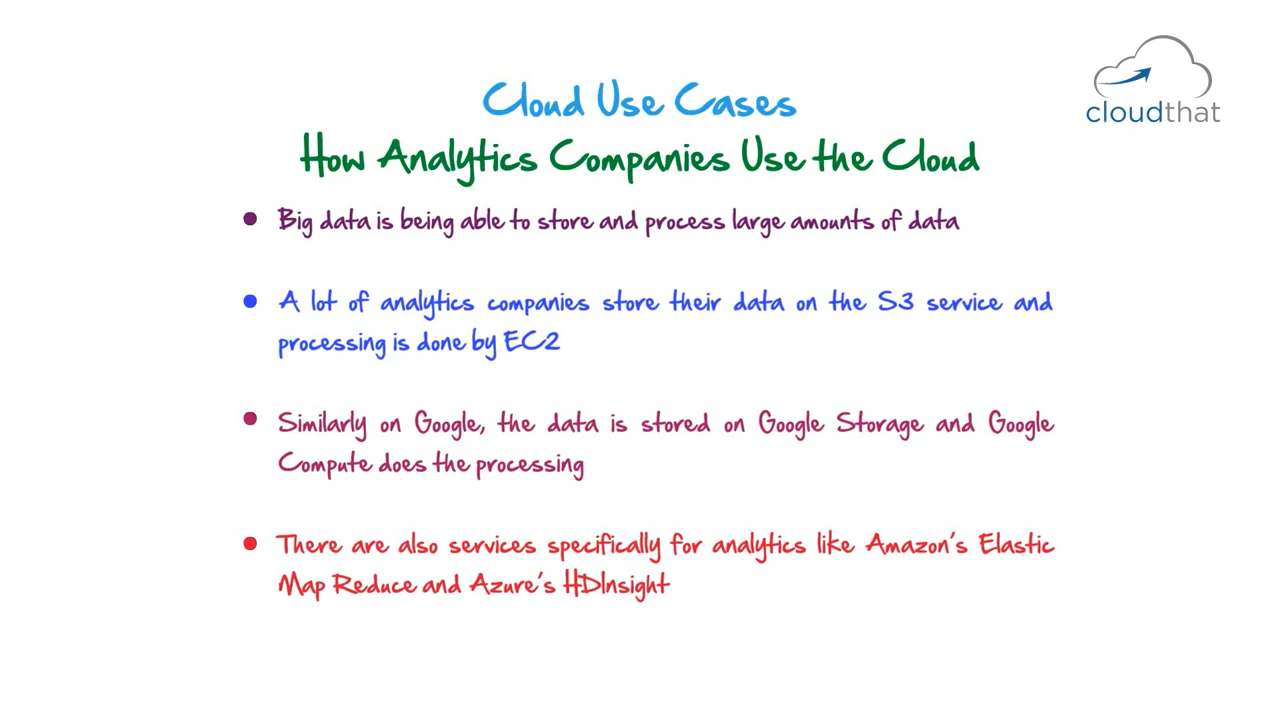 cloudthat
Cloud Use Cases
How Analytics Companies Use the Cloud
Big data is being able to store and process large amounts of data
A lot of analytics companies store their data on the S3 service and
processing is done by EC2
Similarly on Google, the data is stored on Google Storage and Google
Compute does the processing
There are also services specifically for analytics like Amazon's Elastic
Map Reduce and Azure's HDInsight